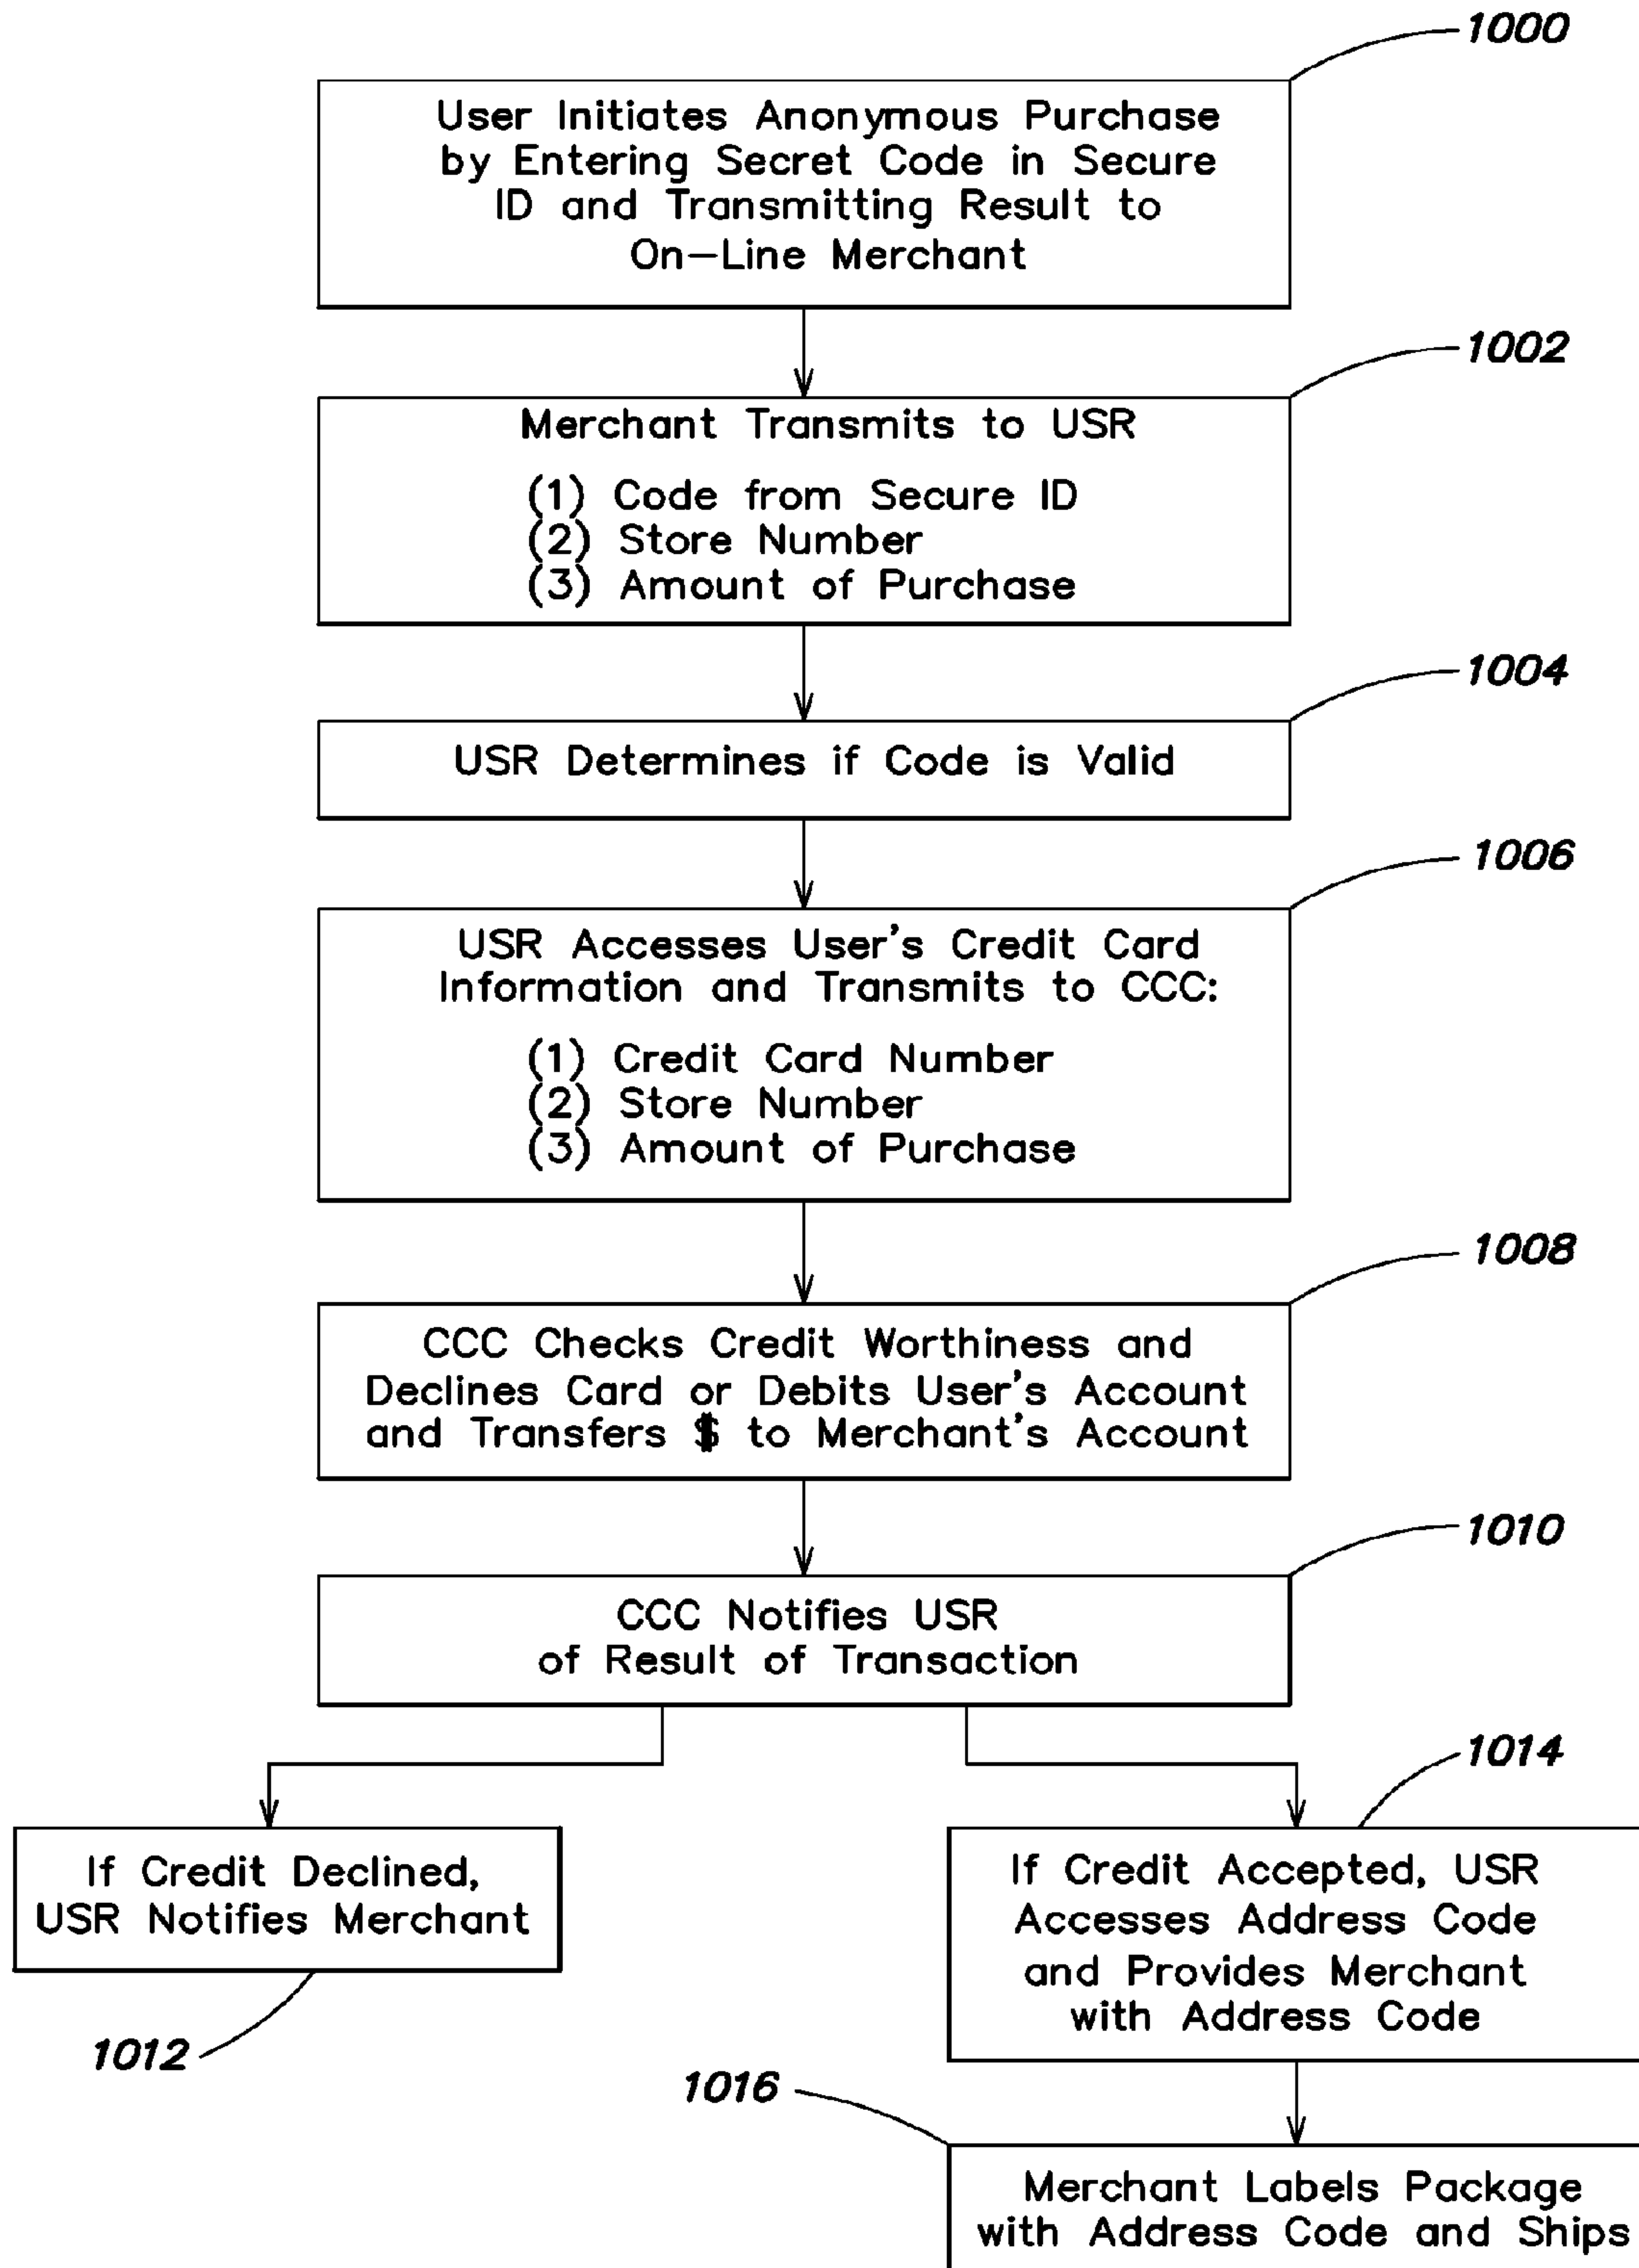 1000
User Initiates Anonymous Purchase
by Entering Secret Code in Secure
ID and Transmitting Result to
On-Line Merchant
1002
Merchant Transmits to USR
(1) Code from Secure ID
(2) Store Number
(3) Amount of Purchase
1004
USR Determines if Code is Valid
1006
USR Accesses User's Credit Card
Information and Transmits to CCC:
(1) Credit Card Number
(2) Store Number
(3) Amount of Purchase
1008
CCC Checks Credit Worthiness and
Declines Card or Debits User's Account
and Transfers $ to Merchant's Account
1010
CCC Notifies USR
of Result of Transaction
1014
If Credit Declined,
USR Notifies Merchant
1012
If Credit Accepted, USR
Accesses Address Code
and Provides Merchant
with Address Code
1016
Merchant Labels Package
with Address Code and Ships